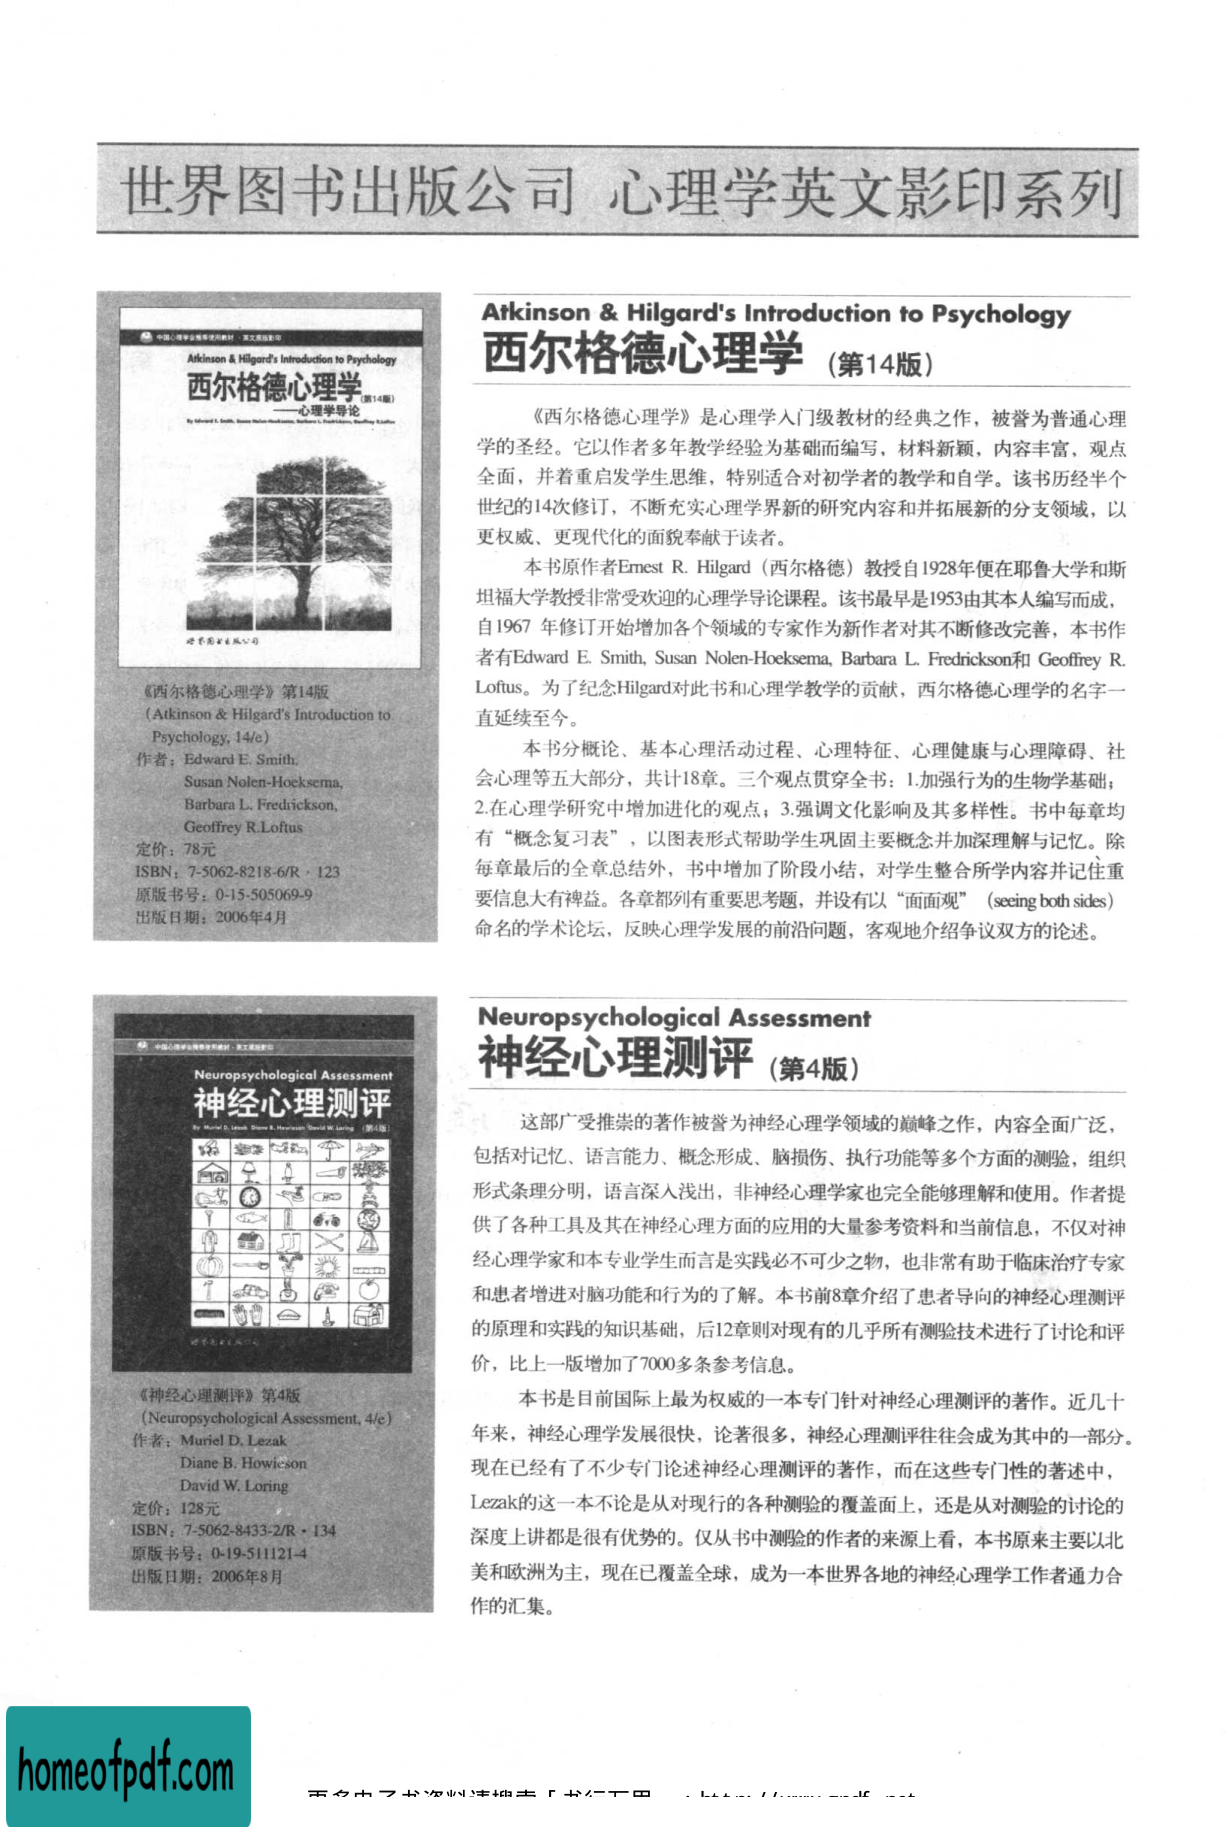 世界图书出版公司 心理学英文影印系列
中国心理学会推荐使用教材·英文原版影印
Atkinson & Hilgard's Introduction to Psychology
西尔格德心理学(第14版)
——心理学导论
By Edward E. Smith, Susan Nolen-Hoeksema, Barbara L. Fredrickson, Geoffrey R.Loftus
世界图书出版公司
《西尔格德心理学》第14版
(Atkinson & Hilgard's Introduction to
Psychology, 14/e)
作者：Edward E. Smith,
Susan Nolen-Hoeksema,
Barbara L. Fredrickson,
Geoffrey R.Loftus
定价：78元
ISBN：7-5062-8218-6/R·123
原版书号：0-15-505069-9
出版日期：2006年4月
Atkinson & Hilgard's Introduction to Psychology
西尔格德心理学 (第14版)
《西尔格德心理学》是心理学入门级教材的经典之作，被誉为普通心理
学的圣经。它以作者多年教学经验为基础而编写，材料新颖，内容丰富，观点
全面，并着重启发学生思维，特别适合对初学者的教学和自学。该书历经半个
世纪的14次修订，不断充实心理学界新的研究内容和并拓展新的分支领域，以
更权威、更现代化的面貌奉献于读者。
本书原作者Ernest R. Hilgard（西尔格德）教授自1928年便在耶鲁大学和斯
坦福大学教授非常受欢迎的心理学导论课程。该书最早是1953由其本人编写而成，
自1967 年修订开始增加各个领域的专家作为新作者对其不断修改完善，本书作
者有Edward E. Smith, Susan Nolen-Hoeksema, Barbara L. Fredrickson和 Geoffrey R.
Loftus。为了纪念Hilgard对此书和心理学教学的贡献，西尔格德心理学的名字一
直延续至今。
本书分概论、基本心理活动过程、心理特征、心理健康与心理障碍、社
会心理等五大部分，共计18章。三个观点贯穿全书：1.加强行为的生物学基础；
2.在心理学研究中增加进化的观点；3.强调文化影响及其多样性。书中每章均
有“概念复习表”，以图表形式帮助学生巩固主要概念并加深理解与记忆。除
每章最后的全章总结外，书中增加了阶段小结，对学生整合所学内容并记住重
要信息大有裨益。各章都列有重要思考题，并设有以“面面观”（seeing both sides）
命名的学术论坛，反映心理学发展的前沿问题，客观地介绍争议双方的论述。
中国心理学会推荐使用教材·英文原版影印
Neuropsychological Assessment
神经心理测评
By Muriel D. Lezak Diane B. Howieson David W. Loring (第4版)
世界图书出版公司
《神经心理测评》第4版
(Neuropsychological Assessment, 4/e)
作者：Muriel D. Lezak
Diane B. Howieson
David W. Loring
定价：128元
ISBN：7-5062-8433-2/R·134
原版书号：0-19-511121-4
出版日期：2006年8月
Neuropsychological Assessment
神经心理测评 (第4版)
这部广受推崇的著作被誉为神经心理学领域的巅峰之作，内容全面广泛，
包括对记忆、语言能力、概念形成、脑损伤、执行功能等多个方面的测验，组织
形式条理分明，语言深入浅出，非神经心理学家也完全能够理解和使用。作者提
供了各种工具及其在神经心理方面的应用的大量参考资料和当前信息，不仅对神
经心理学家和本专业学生而言是实践必不可少之物，也非常有助于临床治疗专家
和患者增进对脑功能和行为的了解。本书前8章介绍了患者导向的神经心理测评
的原理和实践的知识基础，后12章则对现有的几乎所有测验技术进行了讨论和评
价，比上一版增加了7000多条参考信息。
本书是目前国际上最为权威的一本专门针对神经心理测评的著作。近几十
年来，神经心理学发展很快，论著很多，神经心理测评往往会成为其中的一部分。
现在已经有了不少专门论述神经心理测评的著作，而在这些专门性的著述中，
Lezak的这一本不论是从对现行的各种测验的覆盖面上，还是从对测验的讨论的
深度上讲都是很有优势的。仅从书中测验的作者的来源上看，本书原来主要以北
美和欧洲为主，现在已覆盖全球，成为一本世界各地的神经心理学工作者通力合
作的汇集。
homeofpdf.com